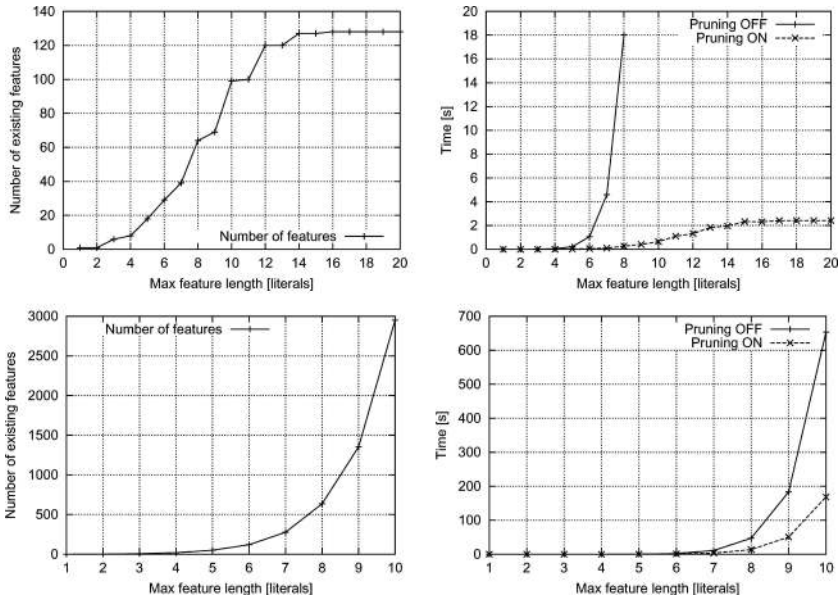 140
120
100
80
60
40
20
0
Number of existing features
Number of features
0 2 4 6 8 10 12 14 16 18 20
Max feature length [literals]
20
18
16
14
12
10
8
6
4
2
0
Time [s]
Pruning OFF
Pruning ON
0 2 4 6 8 10 12 14 16 18 20
Max feature length [literals]
3000
2500
2000
1500
1000
500
0
Number of existing features
Number of features
1 2 3 4 5 6 7 8 9 10
Max feature length [literals]
700
600
500
400
300
200
100
0
Time [s]
Pruning OFF
Pruning ON
1 2 3 4 5 6 7 8 9 10
Max feature length [literals]